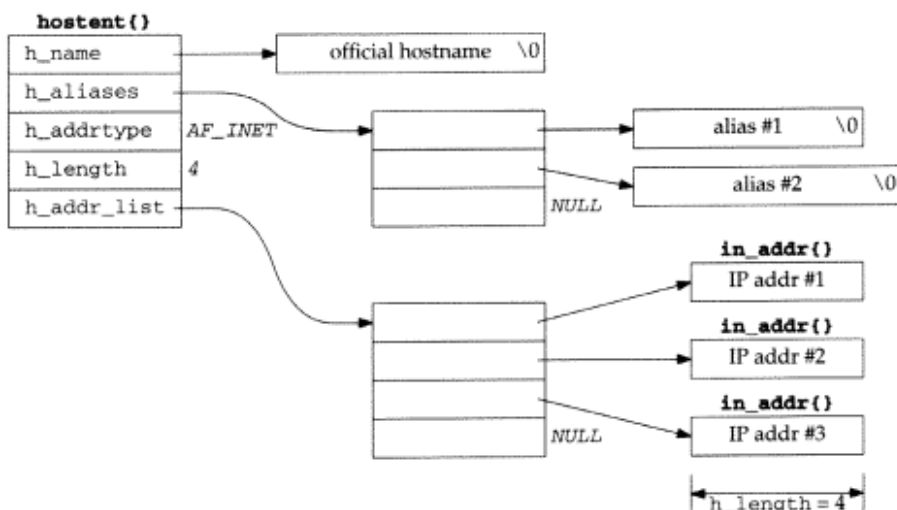 hostent{}
h_name
official hostname \0
h_aliases
h_addrtype AF_INET
alias #1 \0
h_length 4
alias #2 \0
h_addr_list
NULL
in_addr{}
IP addr #1
in_addr{}
IP addr #2
in_addr{}
NULL
IP addr #3
h_length = 4